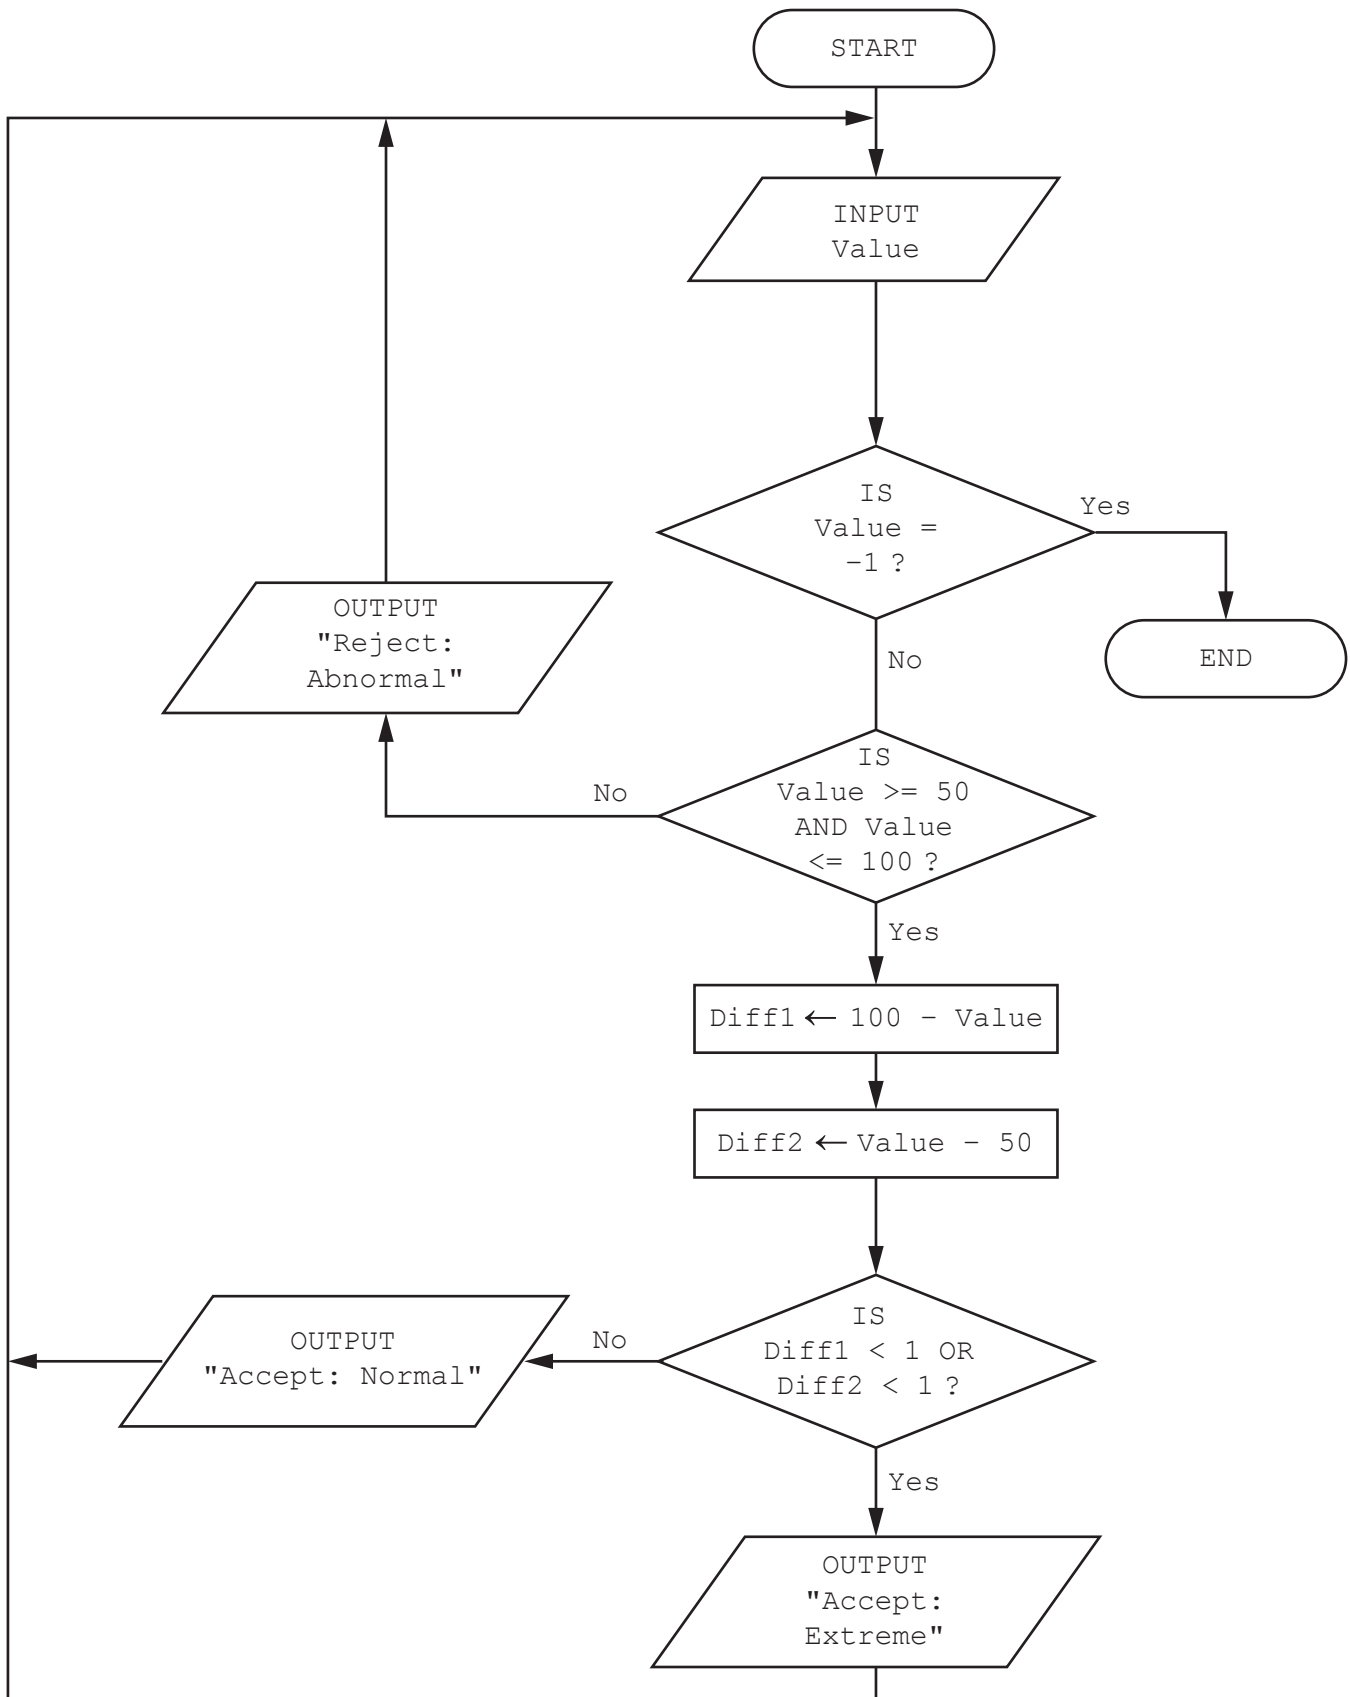 START
INPUT
Value
IS
Value =
–1 ?
Yes
END
No
IS
Value >= 50
AND Value
<= 100 ?
No
OUTPUT
"Reject:
Abnormal"
Yes
Diff1 ← 100 – Value
Diff2 ← Value – 50
IS
Diff1 < 1 OR
Diff2 < 1 ?
No
OUTPUT
"Accept: Normal"
Yes
OUTPUT
"Accept:
Extreme"